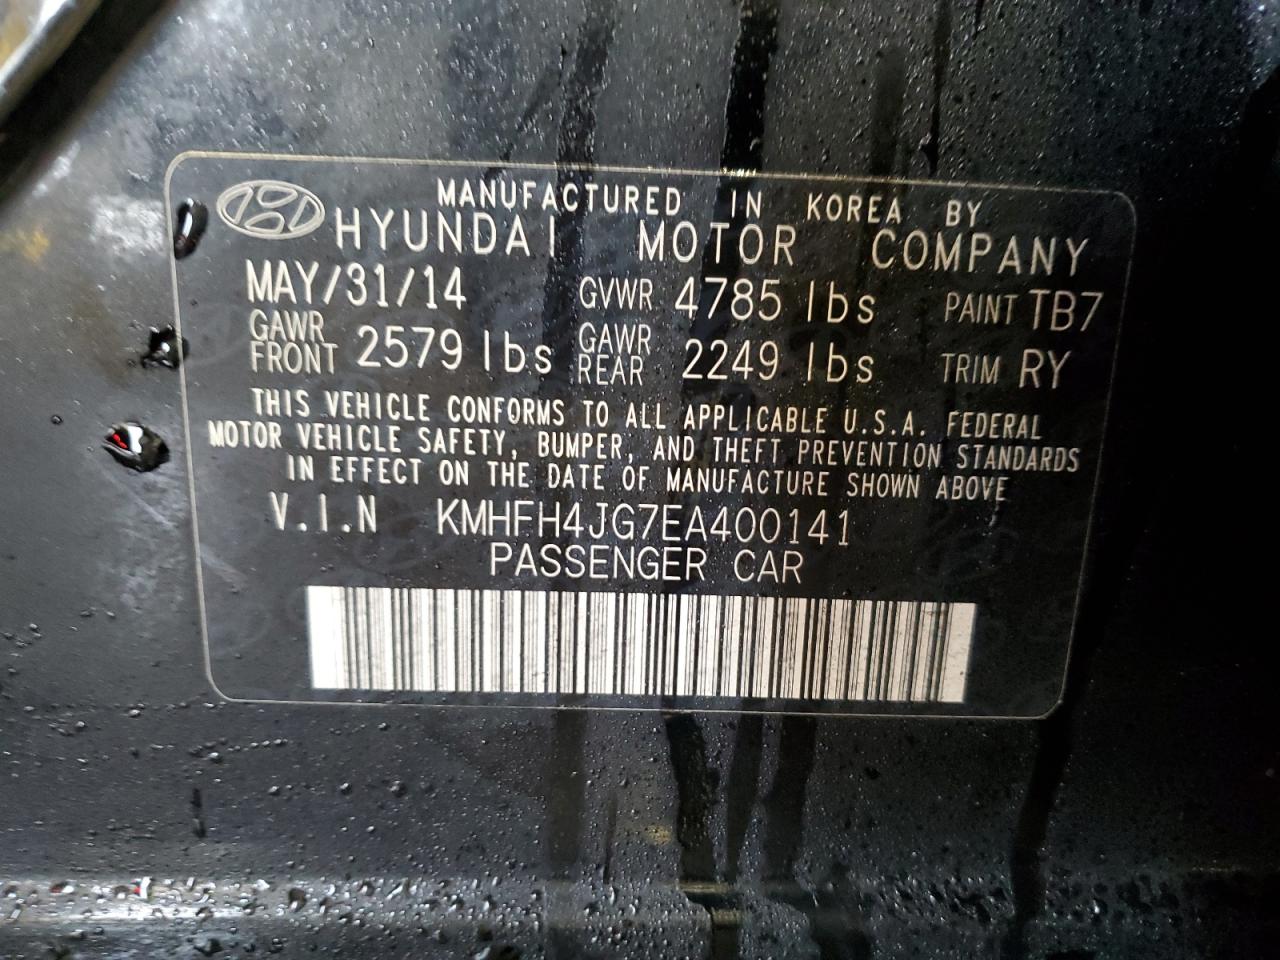 MANUFACTURED IN KOREA BY
HYUNDAI MOTOR COMPANY
MAY/31/14 GVWR 4785 lbs PAINT TB7
GAWR FRONT 2579 lbs GAWR REAR 2249 lbs TRIM RY
THIS VEHICLE CONFORMS TO ALL APPLICABLE U.S.A. FEDERAL
MOTOR VEHICLE SAFETY, BUMPER, AND THEFT PREVENTION STANDARDS
IN EFFECT ON THE DATE OF MANUFACTURE SHOWN ABOVE
V.I.N KMHFH4JG7EA400141
PASSENGER CAR